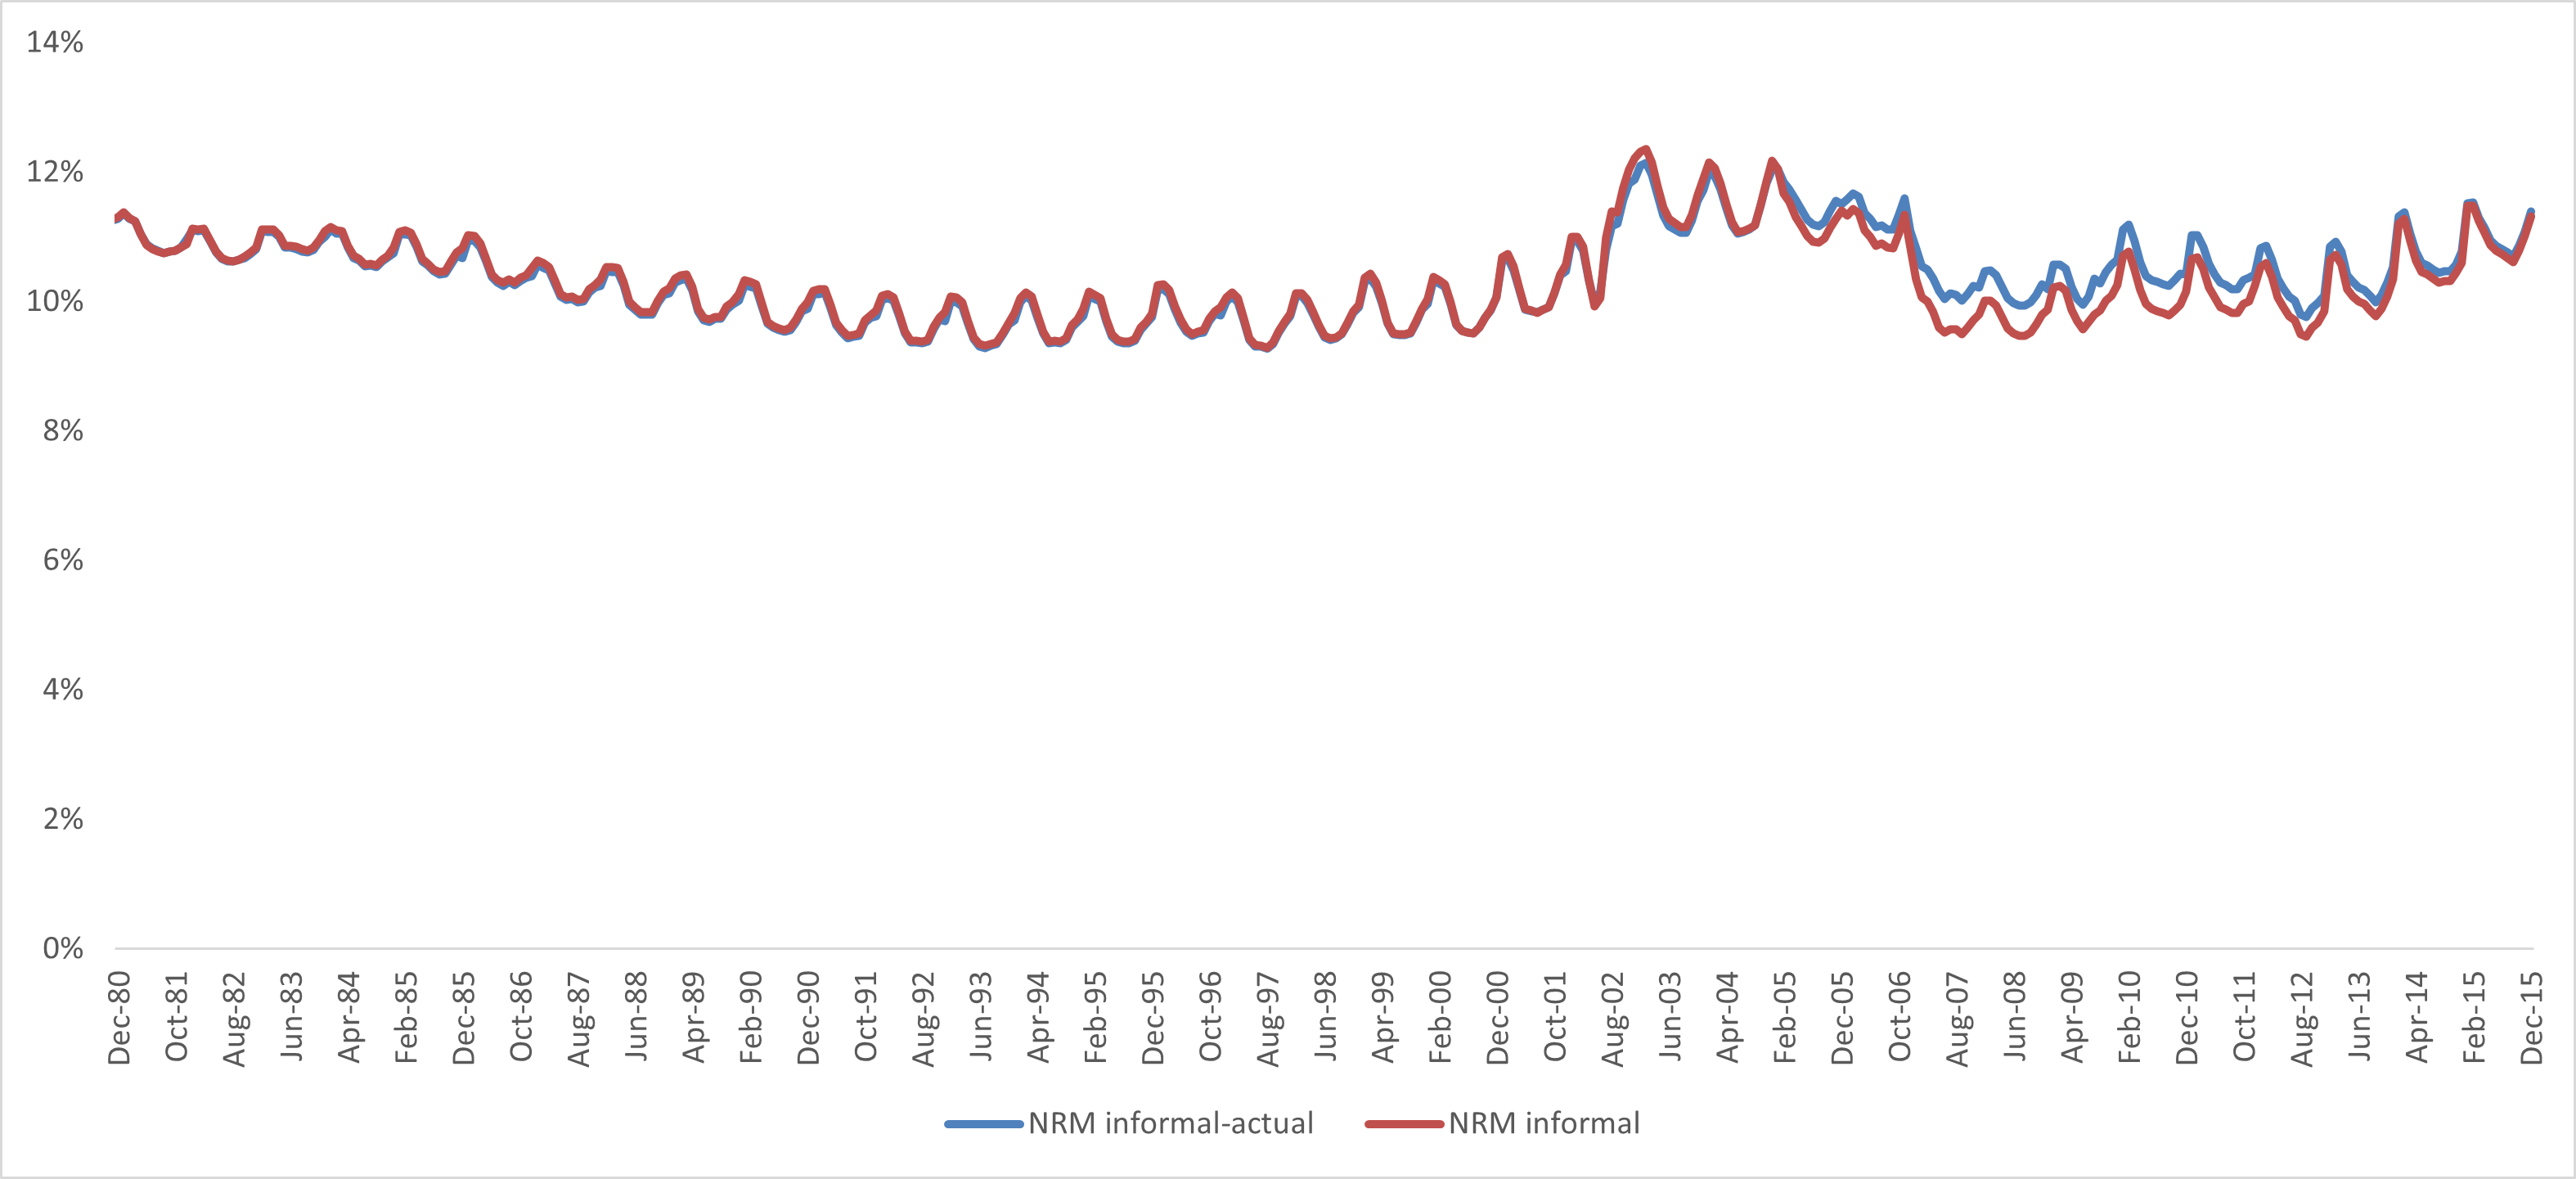 14%
12%
10%
8%
6%
4%
2%
0%
Dec-80
Oct-81
Aug-82
Jun-83
Apr-84
Feb-85
Dec-85
Oct-86
Aug-87
Jun-88
Apr-89
Feb-90
Dec-90
Oct-91
Aug-92
Jun-93
Apr-94
Feb-95
Dec-95
Oct-96
Aug-97
Jun-98
Apr-99
Feb-00
Dec-00
Oct-01
Aug-02
Jun-03
Apr-04
Feb-05
Dec-05
Oct-06
Aug-07
Jun-08
Apr-09
Feb-10
Dec-10
Oct-11
Aug-12
Jun-13
Apr-14
Feb-15
Dec-15
NRM informal-actual
NRM informal